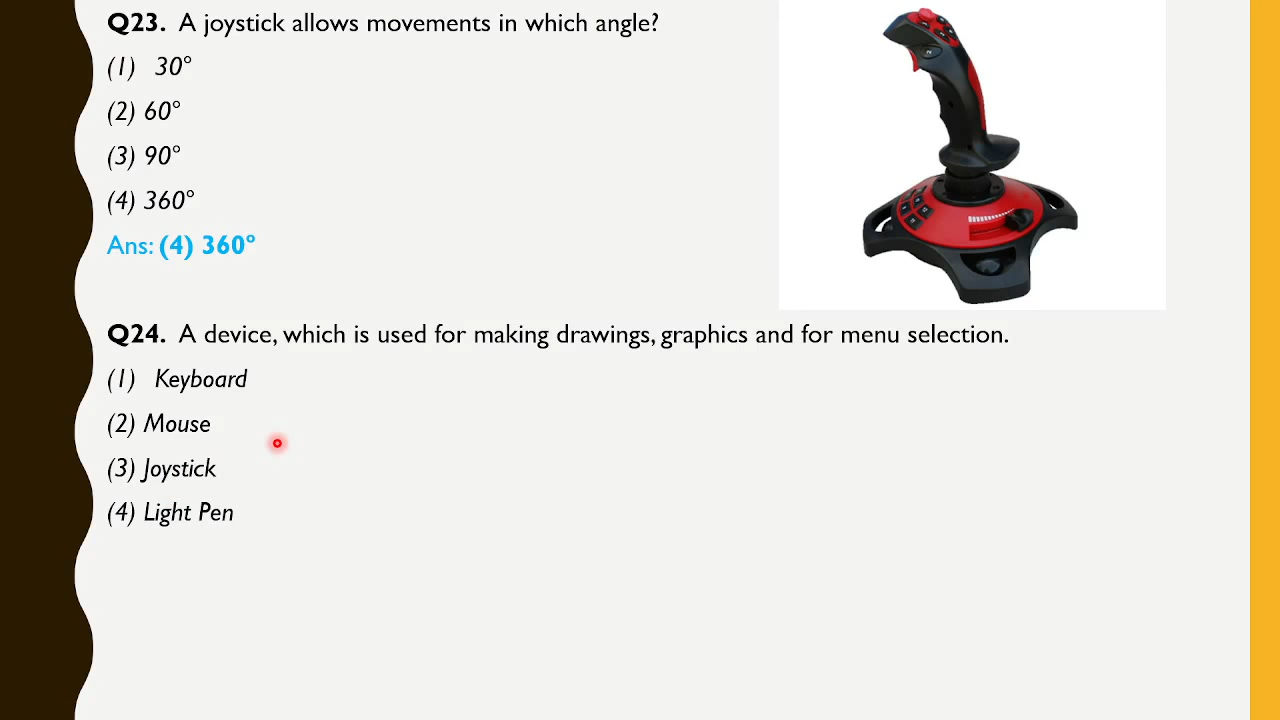 Q23. A joystick allows movements in which angle?
(1) 30°
(2) 60°
(3) 90°
(4) 360°
Ans: (4) 360°
Q24. A device, which is used for making drawings, graphics and for menu selection.
(1) Keyboard
(2) Mouse
(3) Joystick
(4) Light Pen